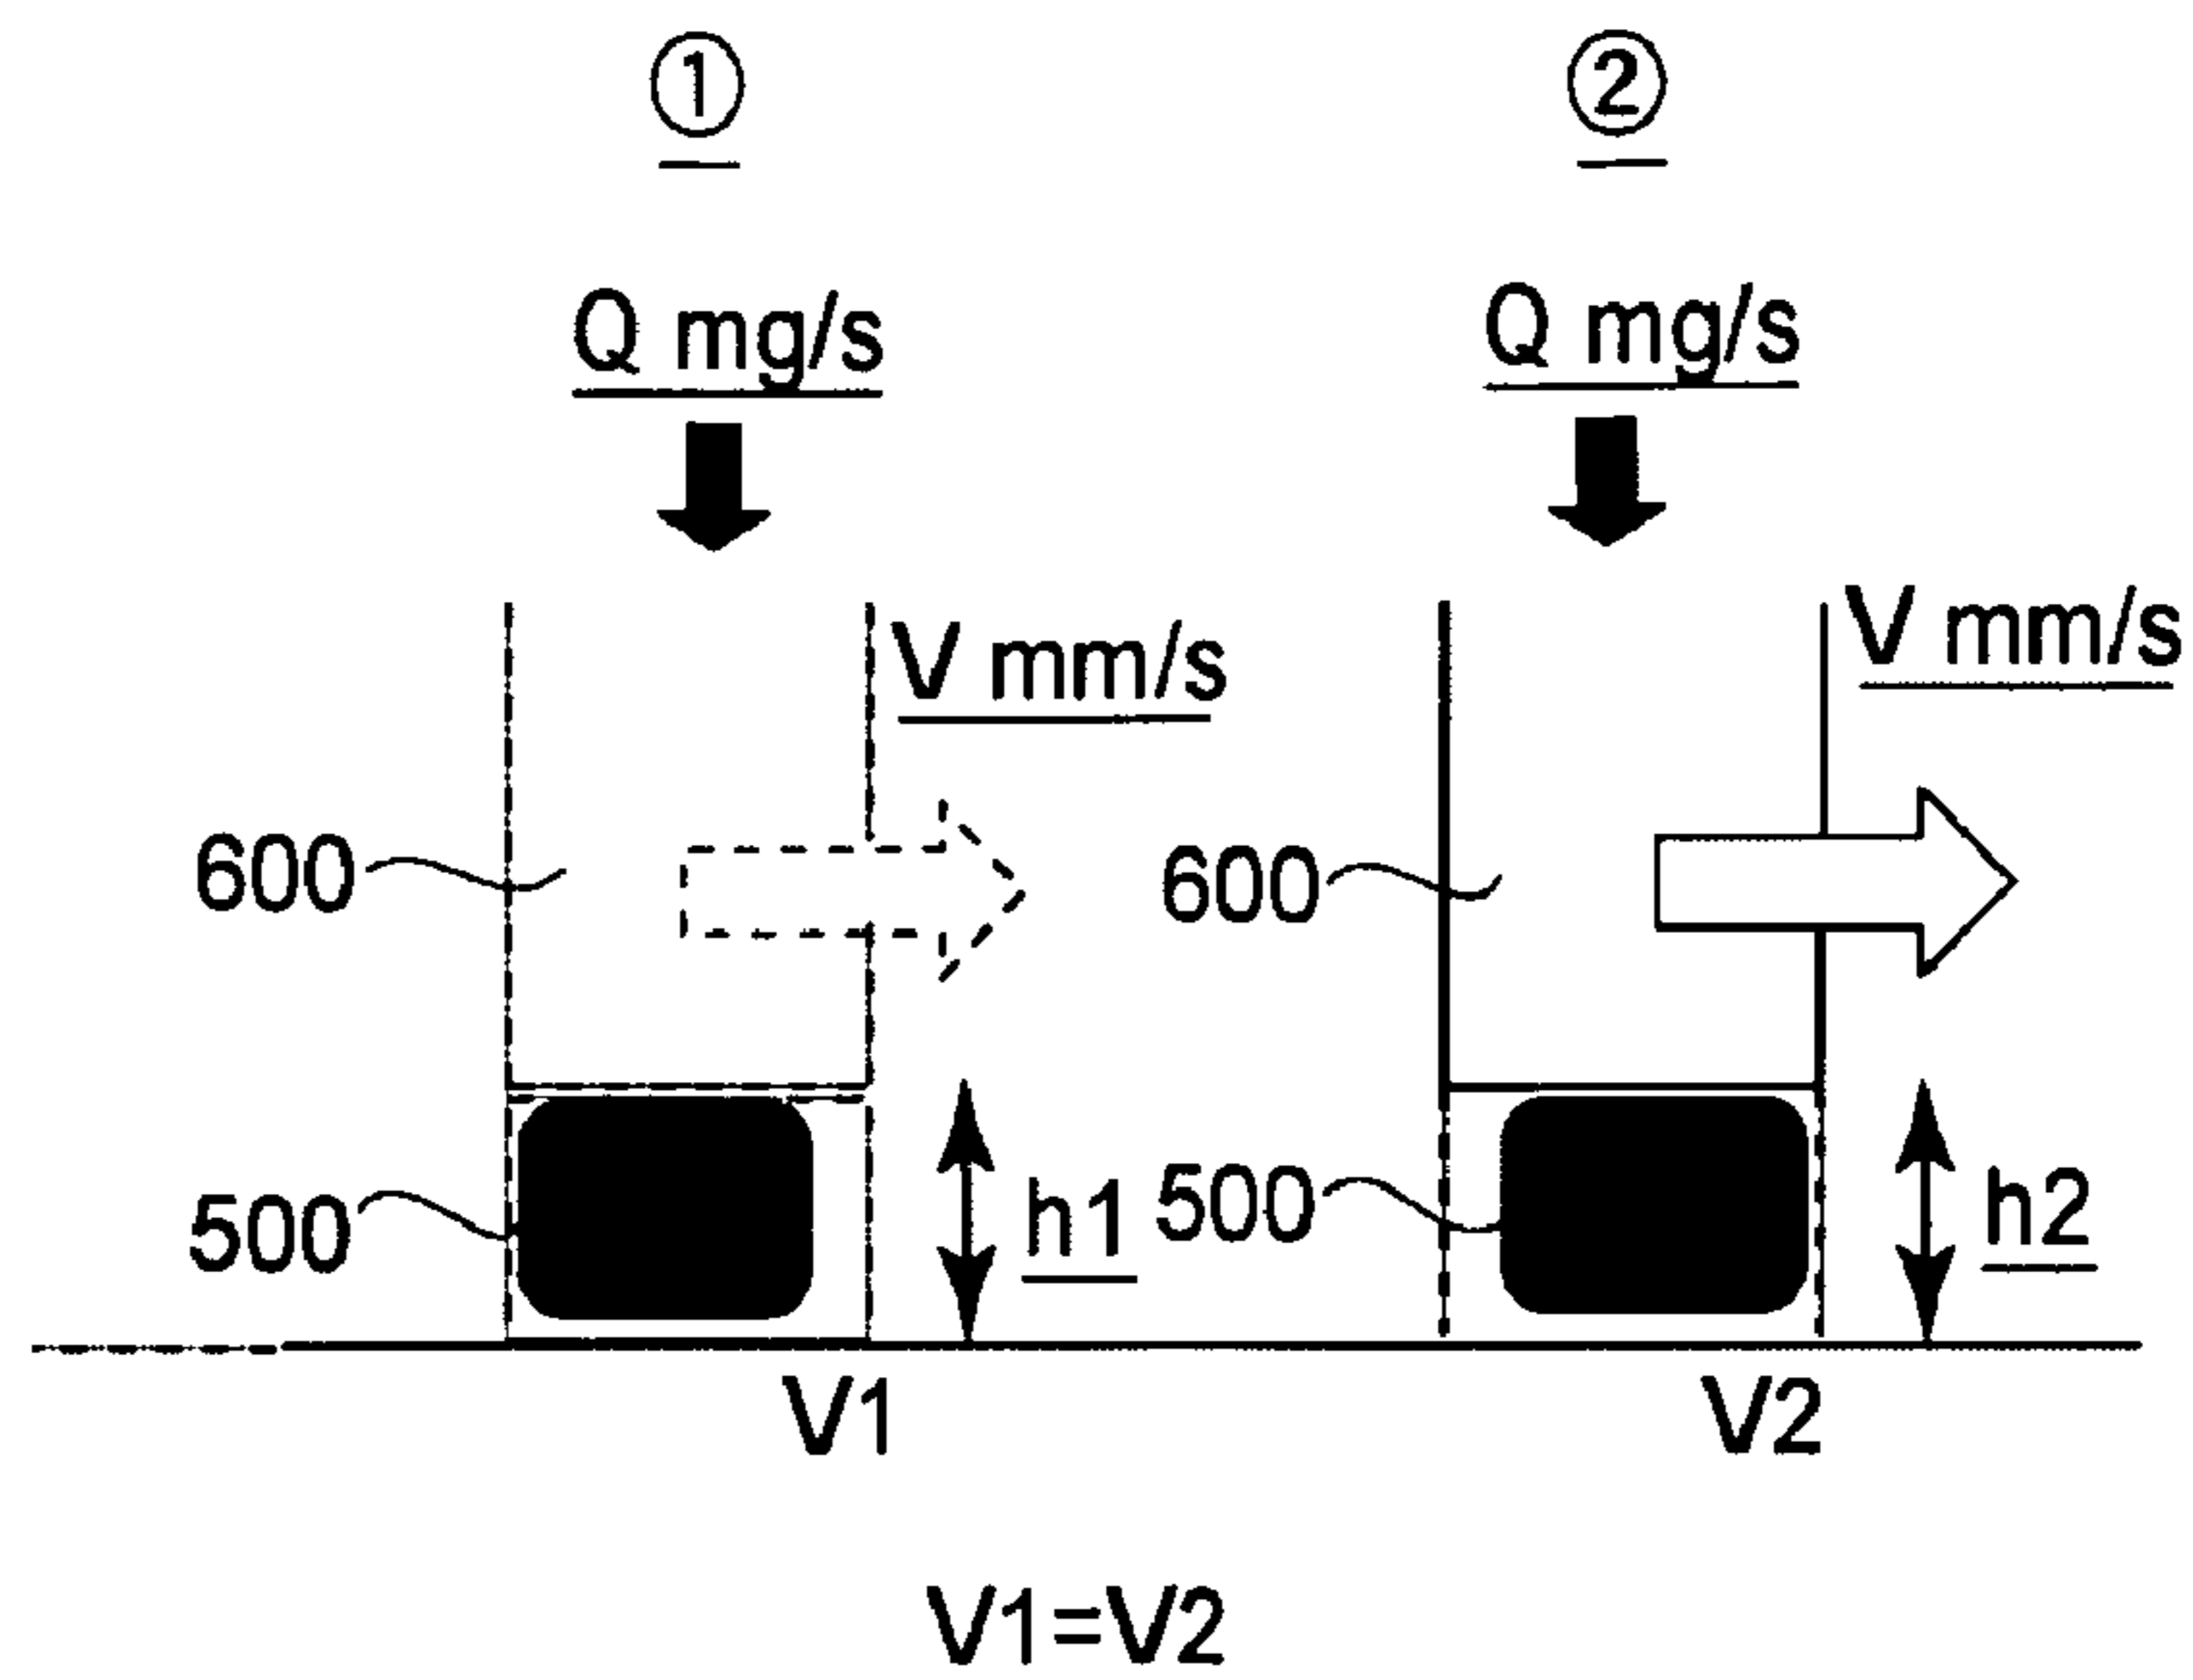 ① ②
Q mg/s Q mg/s
V mm/s V mm/s
600 600
500 h1 500 h2
V1 V2
V1=V2